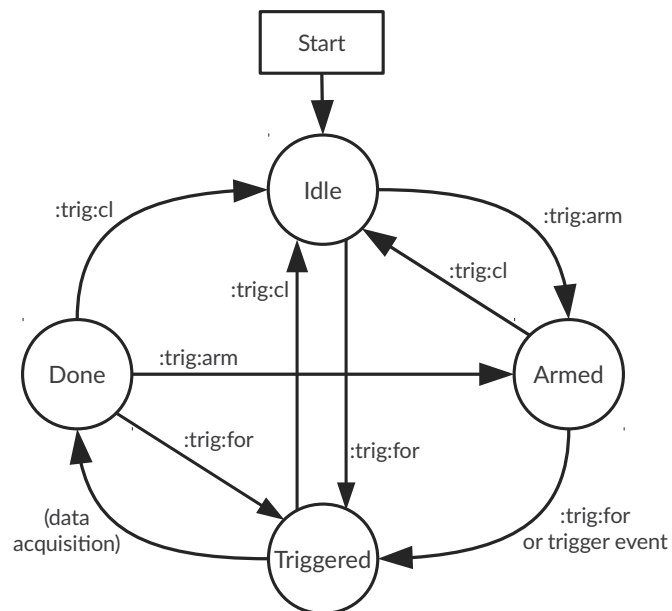 Start
Idle
:trig:cl
:trig:arm
:trig:cl
:trig:cl
Done
:trig:arm
Armed
:trig:for
:trig:for
(data
acquisition)
:trig:for
or trigger event
Triggered